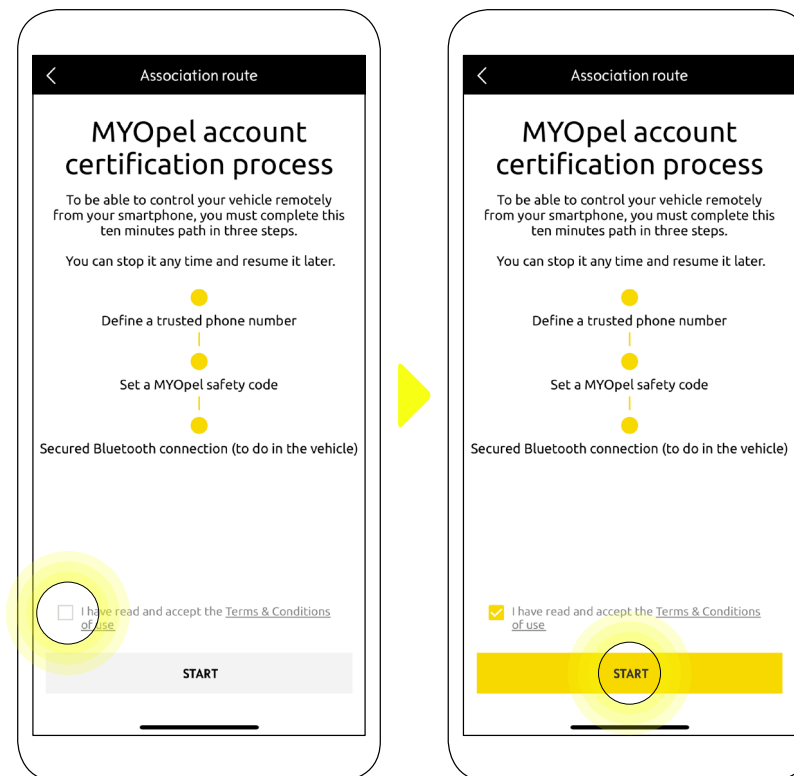 Association route
MYOpel account
certification process
To be able to control your vehicle remotely
from your smartphone, you must complete this
ten minutes path in three steps.
You can stop it any time and resume it later.
Define a trusted phone number
Set a MYOpel safety code
Secured Bluetooth connection (to do in the vehicle)
I have read and accept the Terms & Conditions
of use
START
Association route
MYOpel account
certification process
To be able to control your vehicle remotely
from your smartphone, you must complete this
ten minutes path in three steps.
You can stop it any time and resume it later.
Define a trusted phone number
Set a MYOpel safety code
Secured Bluetooth connection (to do in the vehicle)
I have read and accept the Terms & Conditions
of use
START